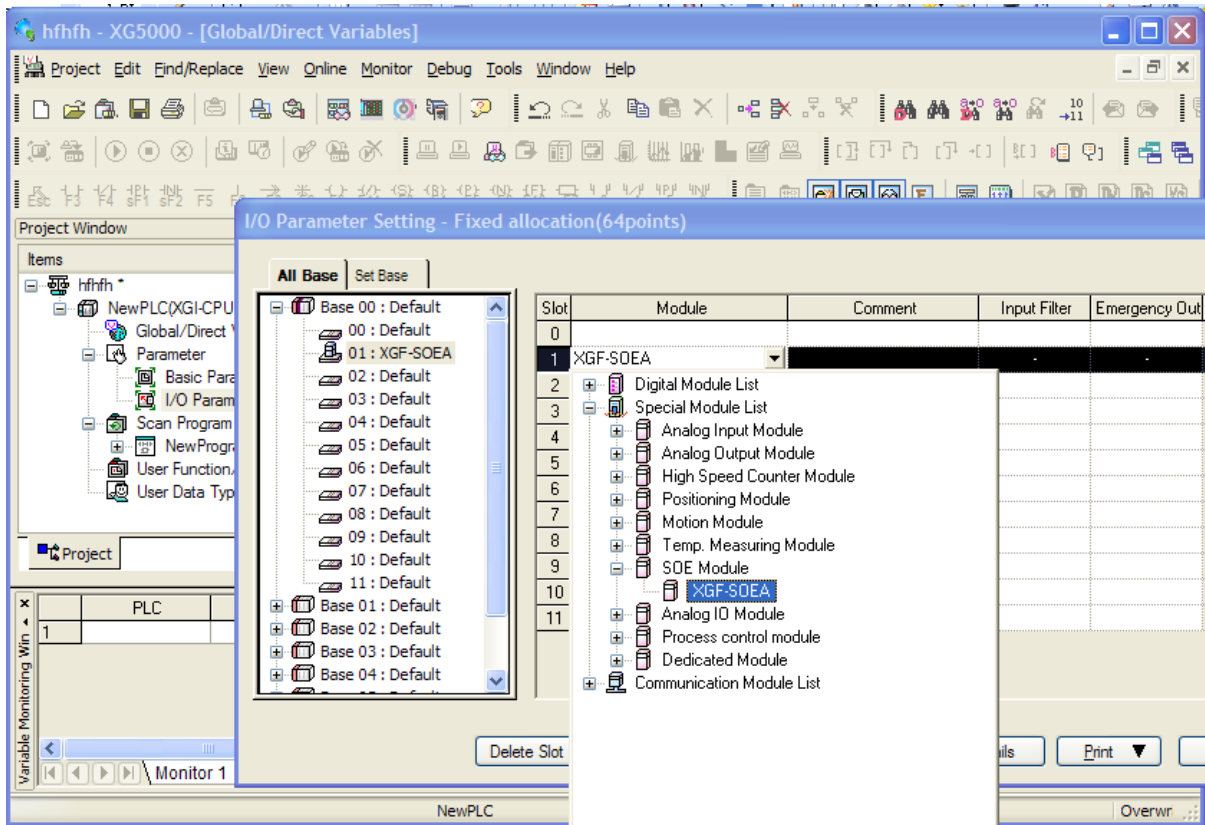 hfhfh - XG5000 - [Global/Direct Variables]
Project Edit Find/Replace View Online Monitor Debug Tools Window Help
Esc F3 F4 sF1 sF2 F5
Project Window
Items
hfhfh *
NewPLC(XGI-CPU
Global/Direct V
Parameter
Basic Para
I/O Param
Scan Program
NewProgra
User Function/
User Data Typ
Project
I/O Parameter Setting - Fixed allocation(64points)
All Base Set Base
Base 00 : Default
00 : Default
01 : XGF-SOEA
02 : Default
03 : Default
04 : Default
05 : Default
06 : Default
07 : Default
08 : Default
09 : Default
10 : Default
11 : Default
Base 01 : Default
Base 02 : Default
Base 03 : Default
Base 04 : Default
Slot Module Comment Input Filter Emergency Out
0
1 XGF-SOEA - -
2
3
4
5
6
7
8
9
10
11
Digital Module List
Special Module List
Analog Input Module
Analog Output Module
High Speed Counter Module
Positioning Module
Motion Module
Temp. Measuring Module
SOE Module
XGF-SOEA
Analog IO Module
Process control module
Dedicated Module
Communication Module List
Delete Slot
ils
Print
PLC
1
Variable Monitoring Win
Monitor 1
NewPLC
Overwr